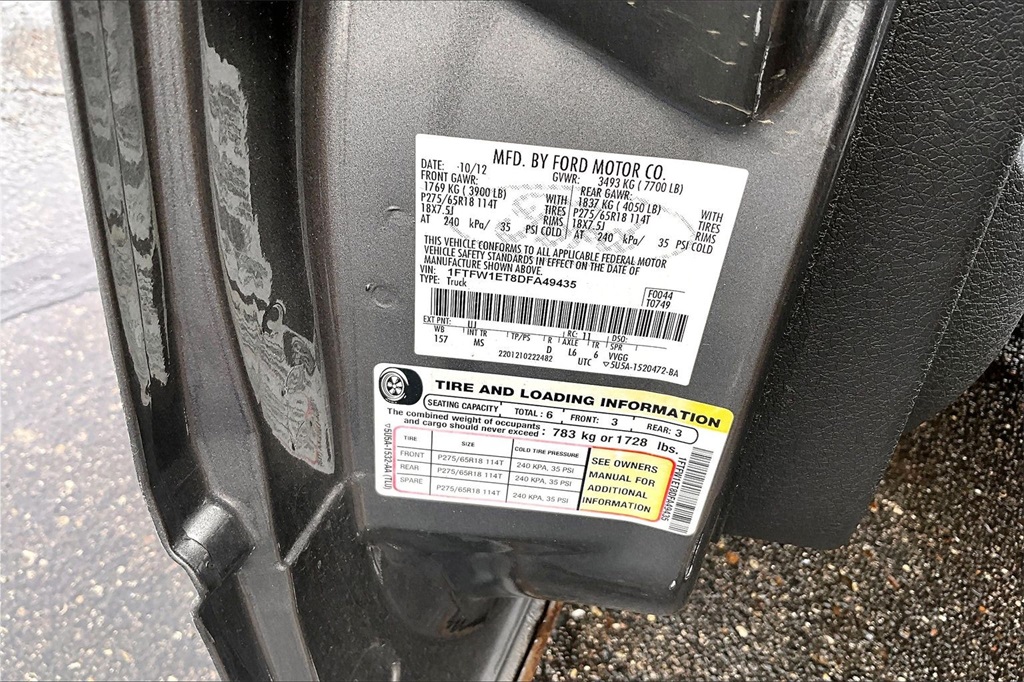 MFD. BY FORD MOTOR CO.
DATE: 10/12 GVWR: 3493 KG ( 7700 LB)
FRONT GAWR: REAR GAWR:
1769 KG ( 3900 LB) WITH 1837 KG ( 4050 LB) WITH
P275/65R18 114T TIRES P275/65R18 114T TIRES
18X7.5J RIMS 18X7.5J RIMS
AT 240 kPa/ 35 PSI COLD AT 240 kPa/ 35 PSI COLD
THIS VEHICLE CONFORMS TO ALL APPLICABLE FEDERAL MOTOR
VEHICLE SAFETY STANDARDS IN EFFECT ON THE DATE OF
MANUFACTURE SHOWN ABOVE.
VIN: 1FTFW1ET8DFA49435
TYPE: Truck
F0044
T0749
EXT PNT: UJ RC: 11 DSO:
WB INT TR TP/PS R AXLE TR SPR
157 MS D L6 6 VVGG
2201210222482 UTC ▽5U5A-1520472-BA
TIRE AND LOADING INFORMATION
SEATING CAPACITY TOTAL: 6 FRONT: 3 REAR: 3
The combined weight of occupants
and cargo should never exceed : 783 kg or 1728 lbs.
TIRE SIZE COLD TIRE PRESSURE
FRONT P275/65R18 114T 240 KPA, 35 PSI
REAR P275/65R18 114T 240 KPA, 35 PSI
SPARE P275/65R18 114T 240 KPA, 35 PSI
SEE OWNERS
MANUAL FOR
ADDITIONAL
INFORMATION
▽5U5A-1532-AA (TLU)
1FTFW1ET8DFA49435